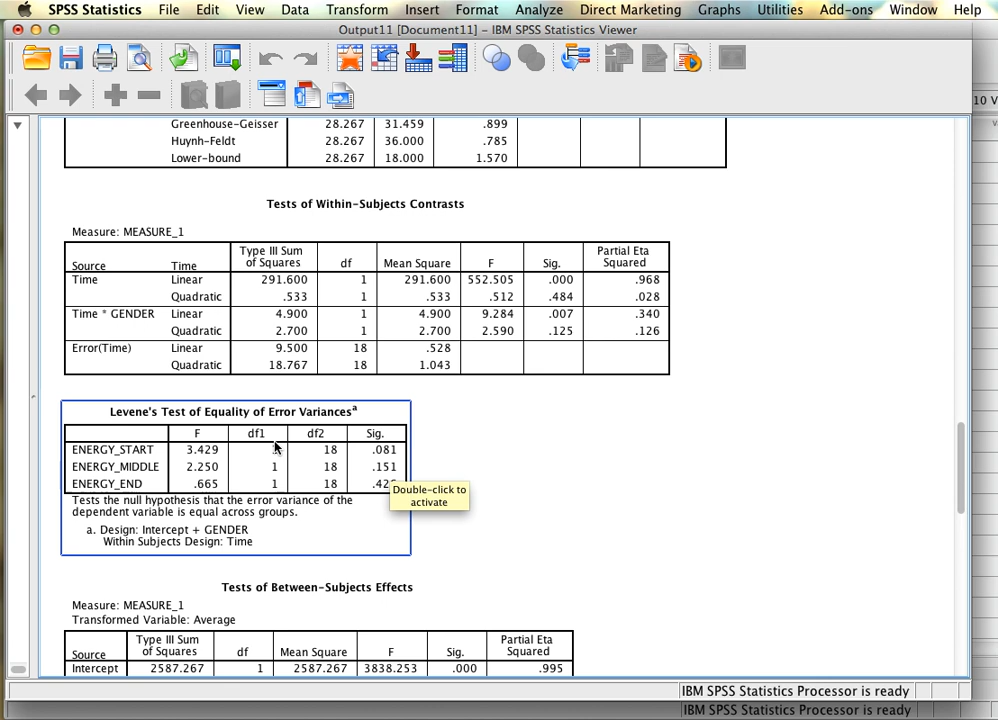 SPSS Statistics File Edit View Data Transform Insert Format Analyze Direct Marketing Graphs Utilities Add-ons Window Help
Output11 [Document11] – IBM SPSS Statistics Viewer
10 V
Greenhouse-Geisser 28.267 31.459 .899
Huynh-Feldt 28.267 36.000 .785
Lower-bound 28.267 18.000 1.570
Tests of Within-Subjects Contrasts
Measure: MEASURE_1
Source Time Type III Sum of Squares df Mean Square F Sig. Partial Eta Squared
Time Linear 291.600 1 291.600 552.505 .000 .968
Quadratic .533 1 .533 .512 .484 .028
Time * GENDER Linear 4.900 1 4.900 9.284 .007 .340
Quadratic 2.700 1 2.700 2.590 .125 .126
Error(Time) Linear 9.500 18 .528
Quadratic 18.767 18 1.043
Levene's Test of Equality of Error Variancesa
F df1 df2 Sig.
ENERGY_START 3.429 18 .081
ENERGY_MIDDLE 2.250 1 18 .151
ENERGY_END .665 1 18
Double-click to activate
Tests the null hypothesis that the error variance of the
dependent variable is equal across groups.
a. Design: Intercept + GENDER
Within Subjects Design: Time
Tests of Between-Subjects Effects
Measure: MEASURE_1
Transformed Variable: Average
Source Type III Sum of Squares df Mean Square F Sig. Partial Eta Squared
Intercept 2587.267 1 2587.267 3838.253 .000 .995
IBM SPSS Statistics Processor is ready
IBM SPSS Statistics Processor is ready